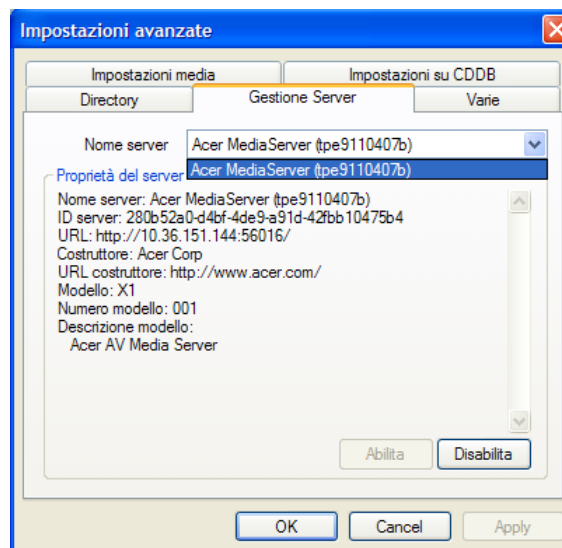 Impostazioni avanzate
Impostazioni media
Impostazioni su CDDB
Directory
Gestione Server
Varie
Nome server
Acer MediaServer (tpe9110407b)
Acer MediaServer (tpe9110407b)
Proprietà del server
Nome server: Acer MediaServer (tpe9110407b)
ID server: 280b52a0-d4bf-4de9-a91d-42fbb10475b4
URL: http://10.36.151.144:56016/
Costruttore: Acer Corp
URL costruttore: http://www.acer.com/
Modello: X1
Numero modello: 001
Descrizione modello:
Acer AV Media Server
Abilita
Disabilita
OK
Cancel
Apply